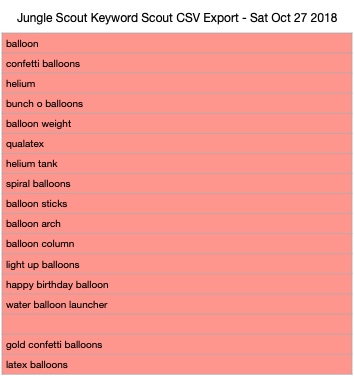 Jungle Scout Keyword Scout CSV Export - Sat Oct 27 2018
balloon
confetti balloons
helium
bunch o balloons
balloon weight
qualatex
helium tank
spiral balloons
balloon sticks
balloon arch
balloon column
light up balloons
happy birthday balloon
water balloon launcher
gold confetti balloons
latex balloons